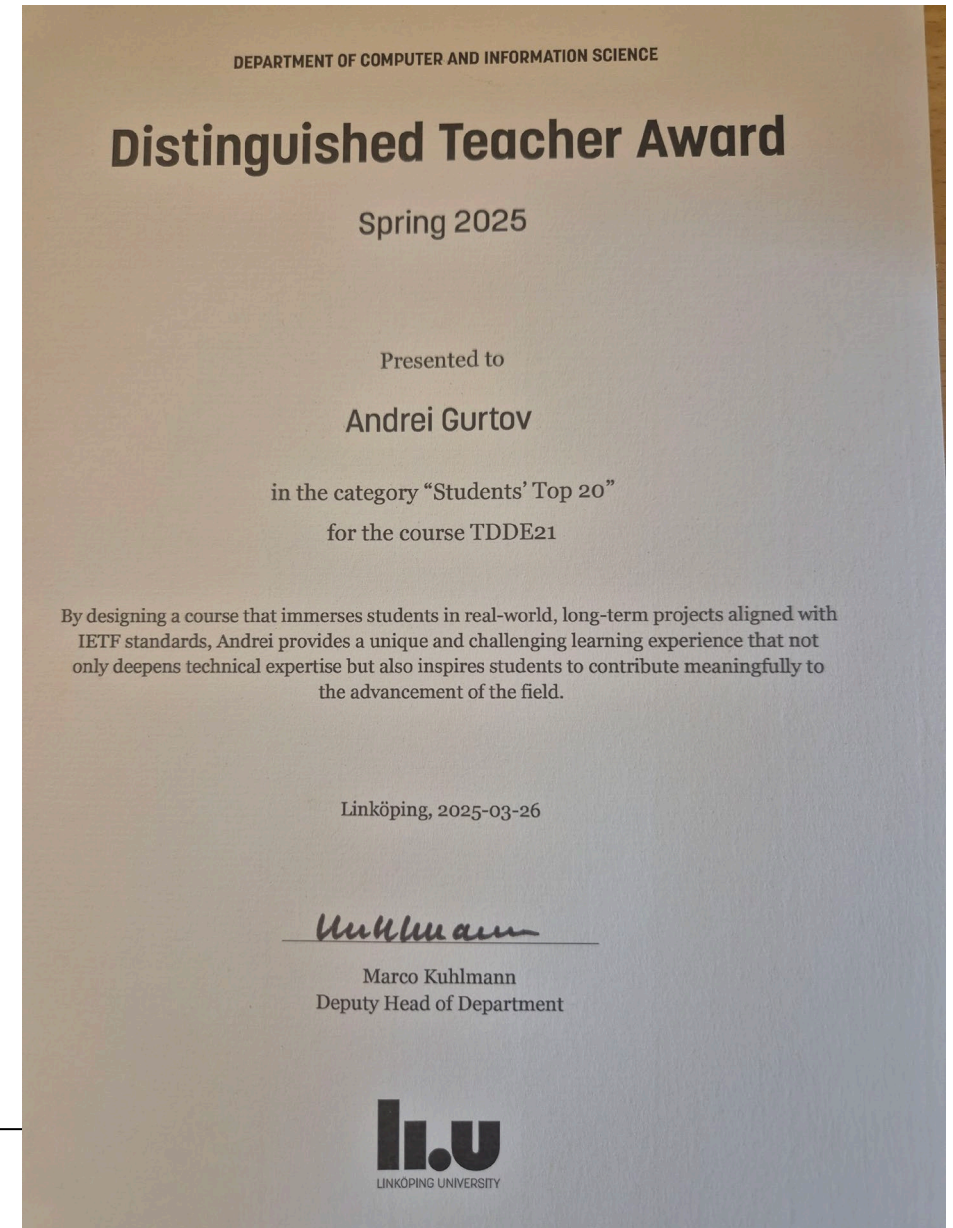 DEPARTMENT OF COMPUTER AND INFORMATION SCIENCE
Distinguished Teacher Award
Spring 2025
Presented to
Andrei Gurtov
in the category “Students’ Top 20”
for the course TDDE21
By designing a course that immerses students in real-world, long-term projects aligned with
IETF standards, Andrei provides a unique and challenging learning experience that not
only deepens technical expertise but also inspires students to contribute meaningfully to
the advancement of the field.
Linköping, 2025-03-26
Marco Kuhlmann
Deputy Head of Department
li.u
LINKÖPING UNIVERSITY